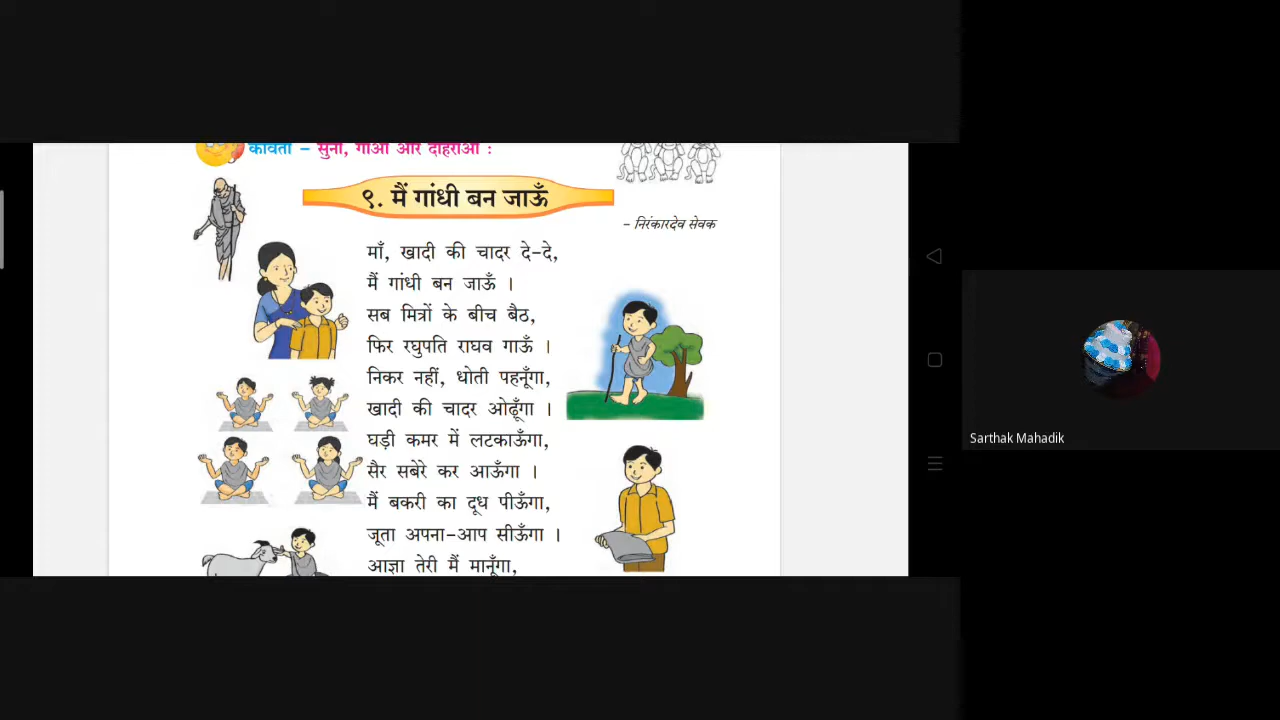 कविता - सुनो, गाओ और दोहराओ :
९. मैं गांधी बन जाऊँ
- निरंकारदेव सेवक
माँ, खादी की चादर दे-दे,
मैं गांधी बन जाऊँ ।
सब मित्रों के बीच बैठ,
फिर रघुपति राघव गाऊँ ।
निकर नहीं, धोती पहनूँगा,
खादी की चादर ओढ़ूँगा ।
घड़ी कमर में लटकाऊँगा,
सैर सबेरे कर आऊँगा ।
मैं बकरी का दूध पीऊँगा,
जूता अपना-आप सीऊँगा ।
आज्ञा तेरी मैं मानूँगा,
Sarthak Mahadik